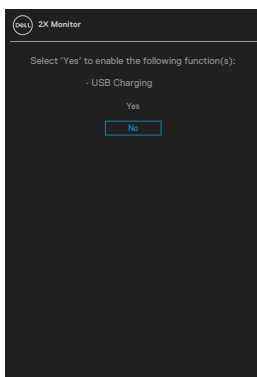 DELL 2X Monitor
Select 'Yes' to enable the following function(s):
· USB Charging
Yes
No